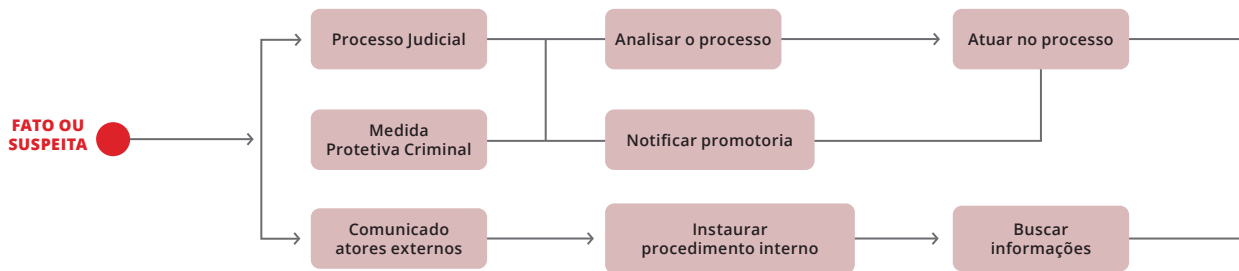 FATO OU
SUSPEITA
Processo Judicial
Analisar o processo
Atuar no processo
Medida
Protetiva Criminal
Notificar promotoria
Comunicado
atores externos
Instaurar
procedimento interno
Buscar
informações